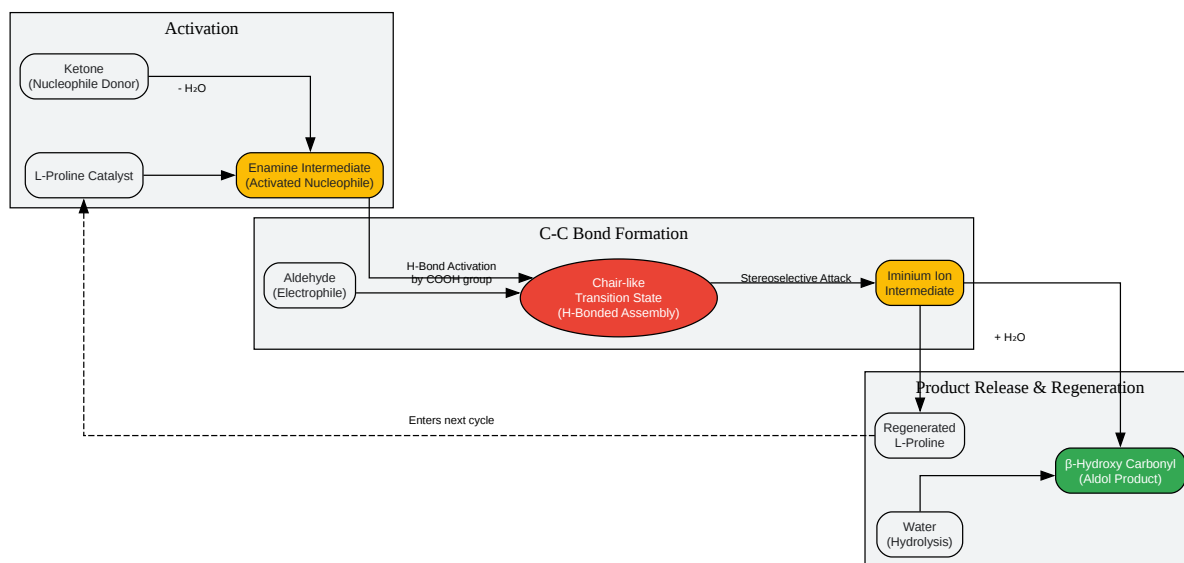 Activation
Ketone
(Nucleophile Donor)
- H₂O
L-Proline Catalyst
Enamine Intermediate
(Activated Nucleophile)
C-C Bond Formation
Aldehyde
(Electrophile)
H-Bond Activation
by COOH group
Chair-like
Transition State
(H-Bonded Assembly)
Stereoselective Attack
Iminium Ion
Intermediate
+ H₂O
Product Release & Regeneration
Enters next cycle
Regenerated
L-Proline
β-Hydroxy Carbonyl
(Aldol Product)
Water
(Hydrolysis)